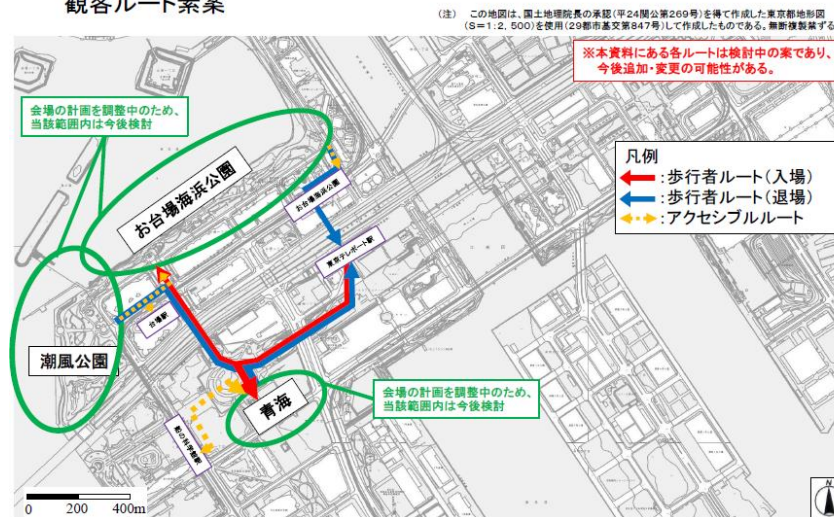 観客ルート素案
(注) この地図は、国土地理院長の承認(平24関公第269号)を得て作成した東京都地形図
(S=1:2,500)を使用(29都市基交第847号)して作成したものである。無断複製禁ずる
※本資料にある各ルートは検討中の案であり、
今後追加・変更の可能性がある。
会場の計画を調整中のため、
当該範囲内は今後検討
凡例
:歩行者ルート(入場)
:歩行者ルート(退場)
:アクセシブルルート
お台場海浜公園
お台場海浜公園
東京テレポート駅
台場駅
潮風公園
青海
会場の計画を調整中のため、
当該範囲内は今後検討
0 200 400m
N